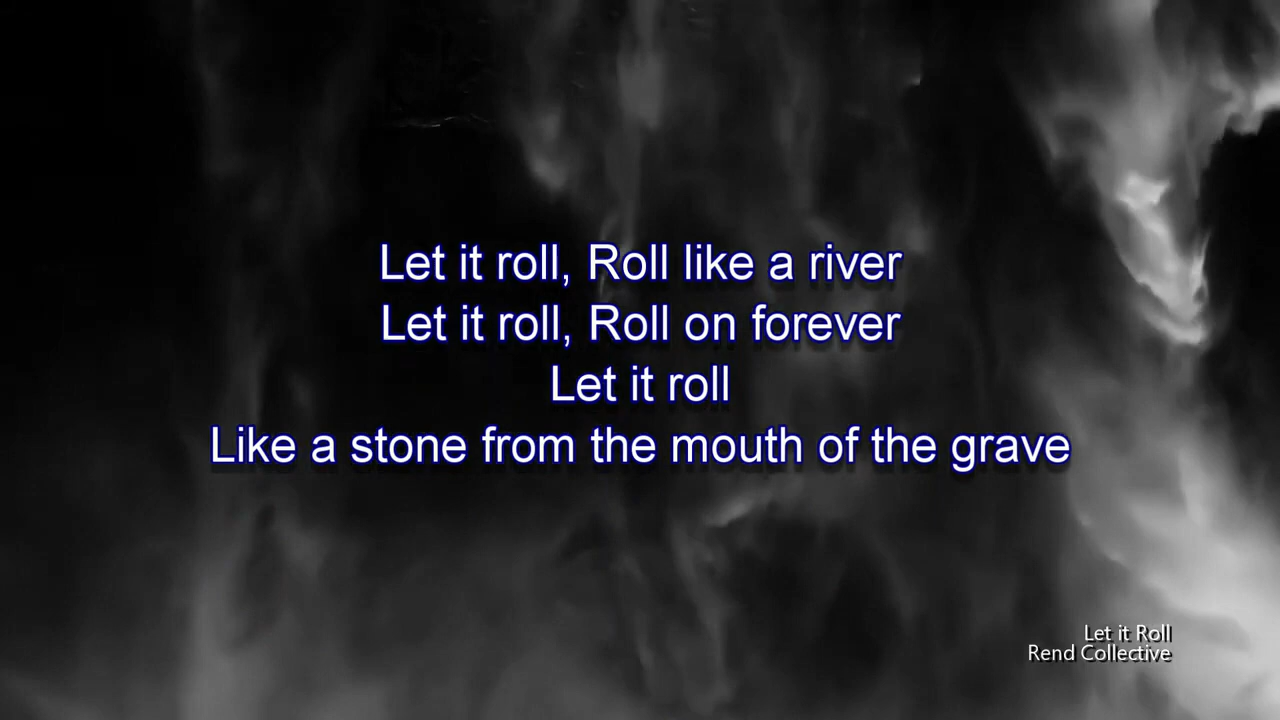 Let it roll, Roll like a river
Let it roll, Roll on forever
Let it roll
Like a stone from the mouth of the grave
Let it Roll
Rend Collective